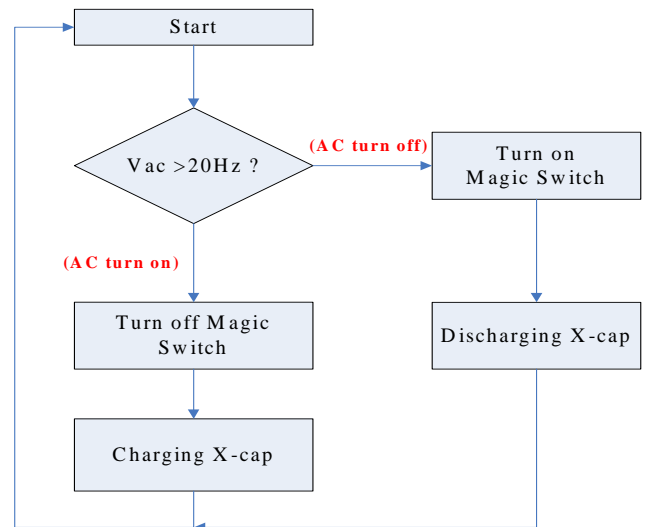 Start
Vac >20Hz ?
(AC turn off)
Turn on
Magic Switch
(AC turn on)
Turn off Magic
Switch
Discharging X-cap
Charging X-cap